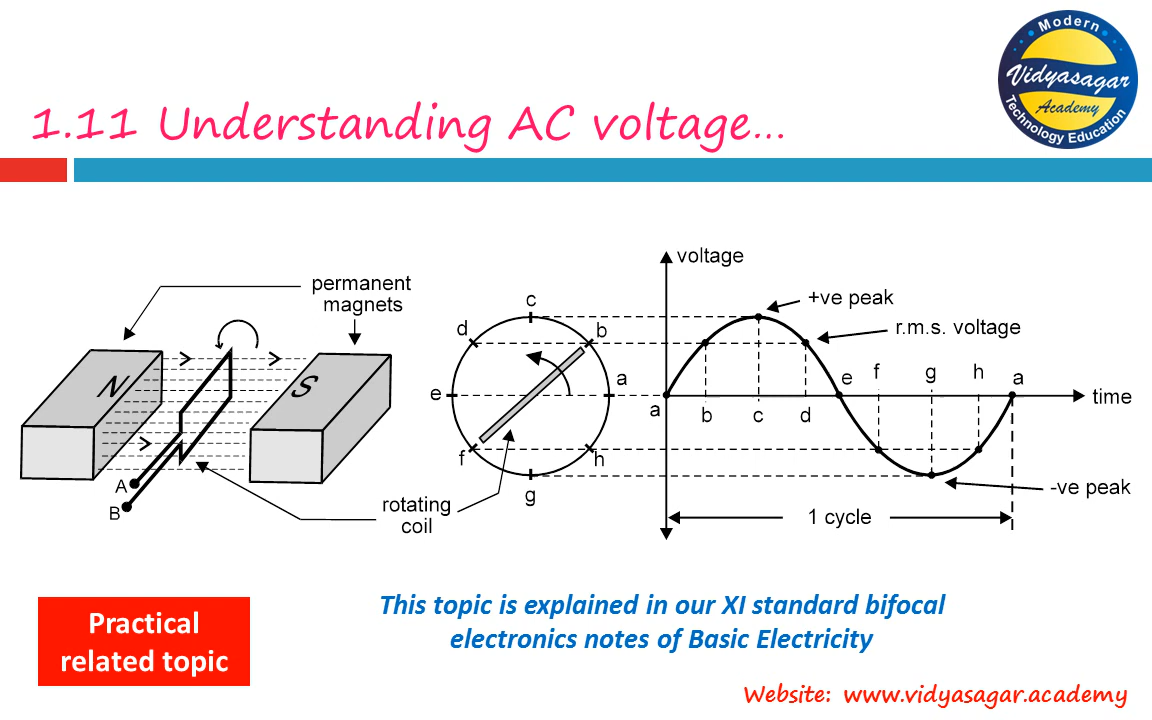 Modern
Vidyasagar
Academy
Technology Education
1.11 Understanding AC voltage...
permanent
magnets
N
S
A
B
rotating
coil
c
d
b
e
a
f
h
g
voltage
+ve peak
r.m.s. voltage
a
b
c
d
e
f
g
h
a
time
-ve peak
1 cycle
Practical
related topic
This topic is explained in our XI standard bifocal
electronics notes of Basic Electricity
Website: www.vidyasagar.academy